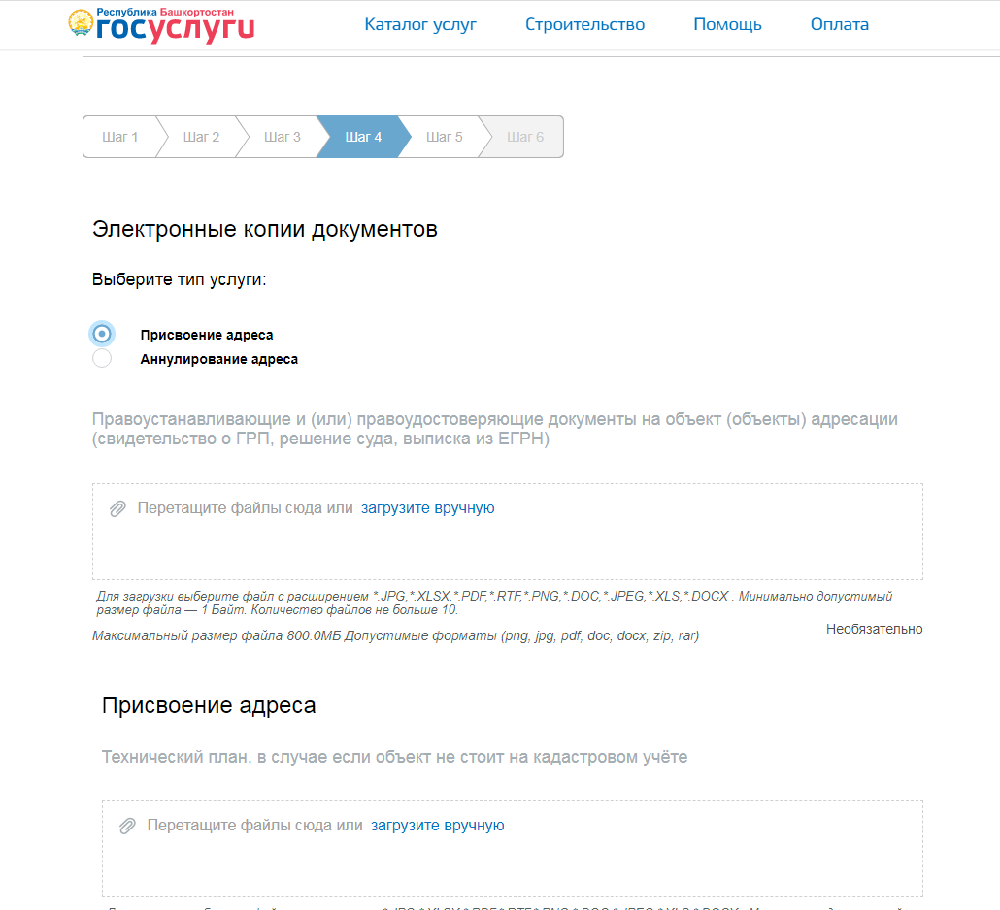 Республика Башкортостан
госуслуги
Каталог услуг
Строительство
Помощь
Оплата
Шаг 1
Шаг 2
Шаг 3
Шаг 4
Шаг 5
Шаг 6
Электронные копии документов
Выберите тип услуги:
Присвоение адреса
Аннулирование адреса
Правоустанавливающие и (или) правоудостоверяющие документы на объект (объекты) адресации
(свидетельство о ГРП, решение суда, выписка из ЕГРН)
Перетащите файлы сюда или загрузите вручную
Для загрузки выберите файл с расширением *.JPG,*.XLSX,*.PDF,*.RTF,*.PNG,*.DOC,*.JPEG,*.XLS,*.DOCX . Минимально допустимый
размер файла — 1 Байт. Количество файлов не больше 10.
Необязательно
Максимальный размер файла 800.0МБ Допустимые форматы (png, jpg, pdf, doc, docx, zip, rar)
Присвоение адреса
Технический план, в случае если объект не стоит на кадастровом учёте
Перетащите файлы сюда или загрузите вручную